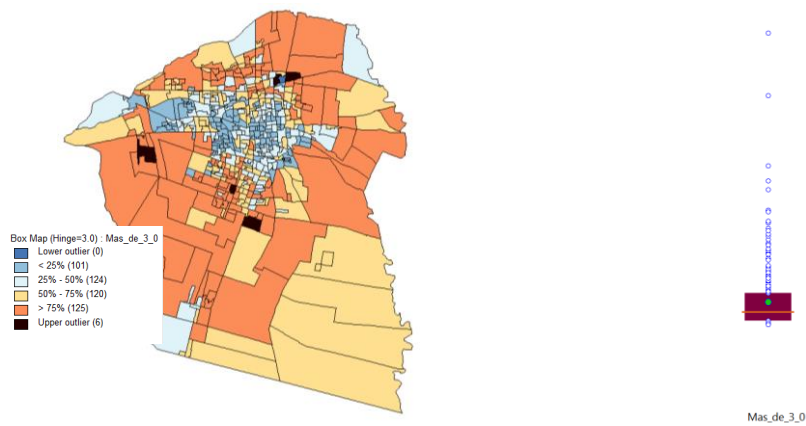 Box Map (Hinge=3.0) : Mas_de_3_0
Lower outlier (0)
< 25% (101)
25% - 50% (124)
50% - 75% (120)
> 75% (125)
Upper outlier (6)
Mas_de_3_0